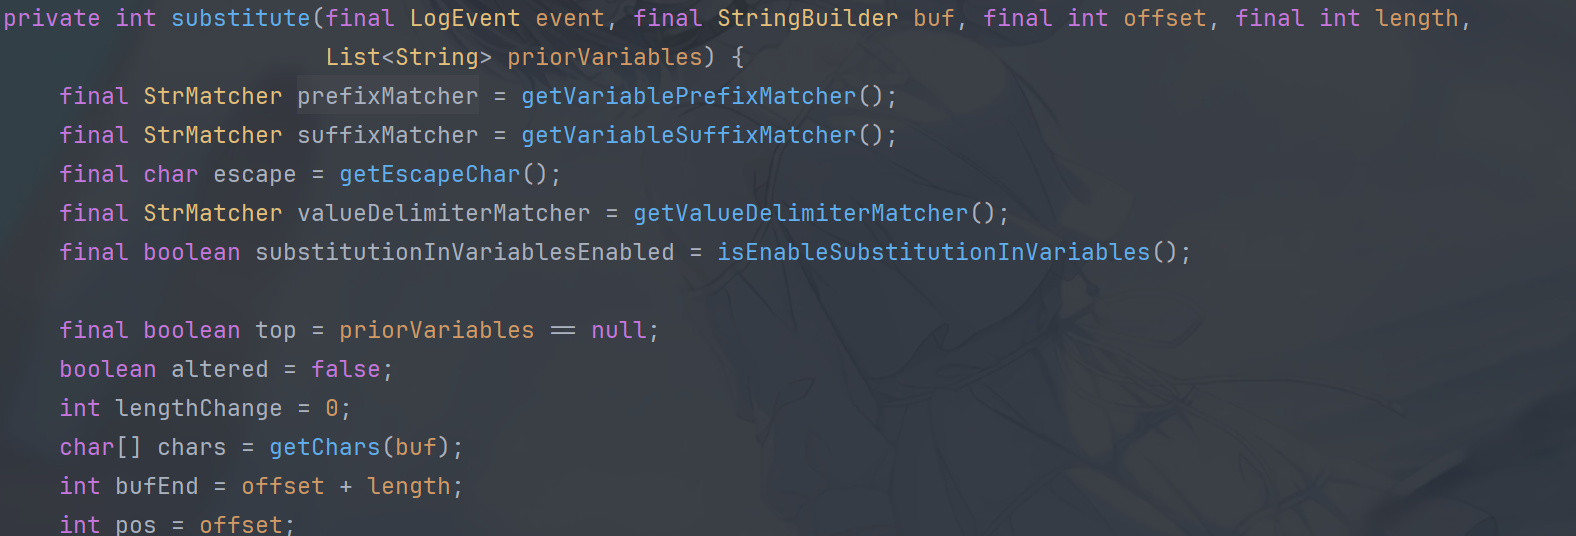 private int substitute(final LogEvent event, final StringBuilder buf, final int offset, final int length,
List<String> priorVariables) {
final StrMatcher prefixMatcher = getVariablePrefixMatcher();
final StrMatcher suffixMatcher = getVariableSuffixMatcher();
final char escape = getEscapeChar();
final StrMatcher valueDelimiterMatcher = getValueDelimiterMatcher();
final boolean substitutionInVariablesEnabled = isEnableSubstitutionInVariables();
final boolean top = priorVariables == null;
boolean altered = false;
int lengthChange = 0;
char[] chars = getChars(buf);
int bufEnd = offset + length;
int pos = offset;